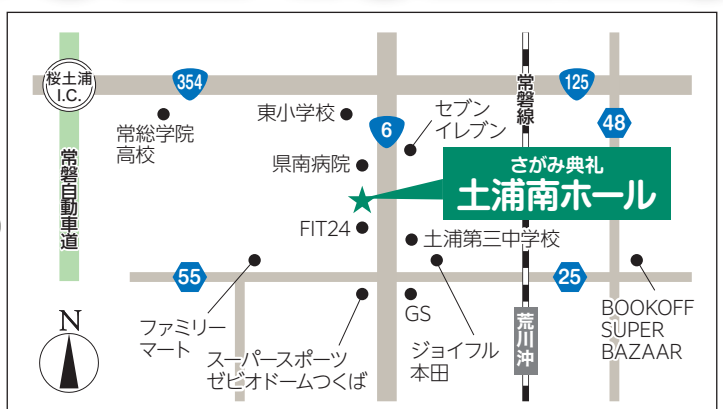 桜土浦
I.C.
354
常磐線
125
東小学校
セブン
イレブン
6
48
常総学院
高校
県南病院
さがみ典礼
土浦南ホール
常磐自動車道
FIT24
土浦第三中学校
55
25
N
ファミリー
マート
スーパースポーツ
ゼビオドームつくば
GS
ジョイフル
本田
荒川沖
BOOKOFF
SUPER
BAZAAR